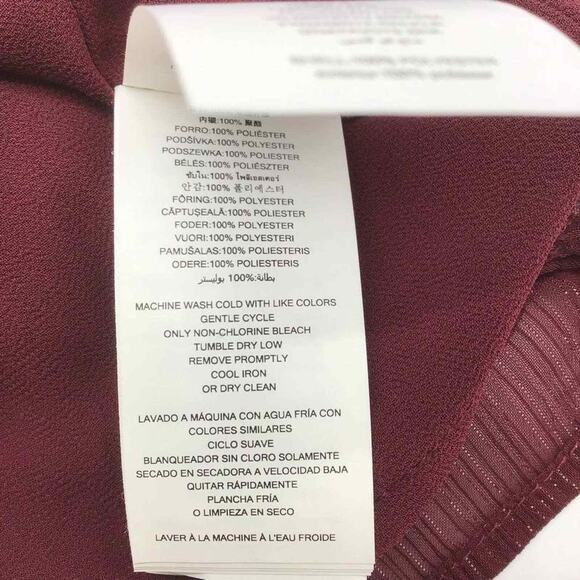 内襯:100% 聚酯
FORRO:100% POLIÉSTER
PODŠÍVKA:100% POLYESTER
PODSZEWKA:100% POLYESTER
BÉLÉS:100% POLIÉSZTER
ซับใน:100% โพลีเอสเตอร์
안감:100% 폴리에스터
FÔRING:100% POLYESTER
CĂPTUȘEALĂ:100% POLIESTER
FODER:100% POLYESTER
VUORI:100% POLYESTERI
PAMUŠALAS:100% POLIESTERIS
ODERE:100% POLIESTERIS
بطانة:%100 بوليستر
MACHINE WASH COLD WITH LIKE COLORS
GENTLE CYCLE
ONLY NON-CHLORINE BLEACH
TUMBLE DRY LOW
REMOVE PROMPTLY
COOL IRON
OR DRY CLEAN
LAVADO A MÁQUINA CON AGUA FRÍA CON
COLORES SIMILARES
CICLO SUAVE
BLANQUEADOR SIN CLORO SOLAMENTE
SECADO EN SECADORA A VELOCIDAD BAJA
QUITAR RÁPIDAMENTE
PLANCHA FRÍA
O LIMPIEZA EN SECO
LAVER À LA MACHINE À L'EAU FROIDE